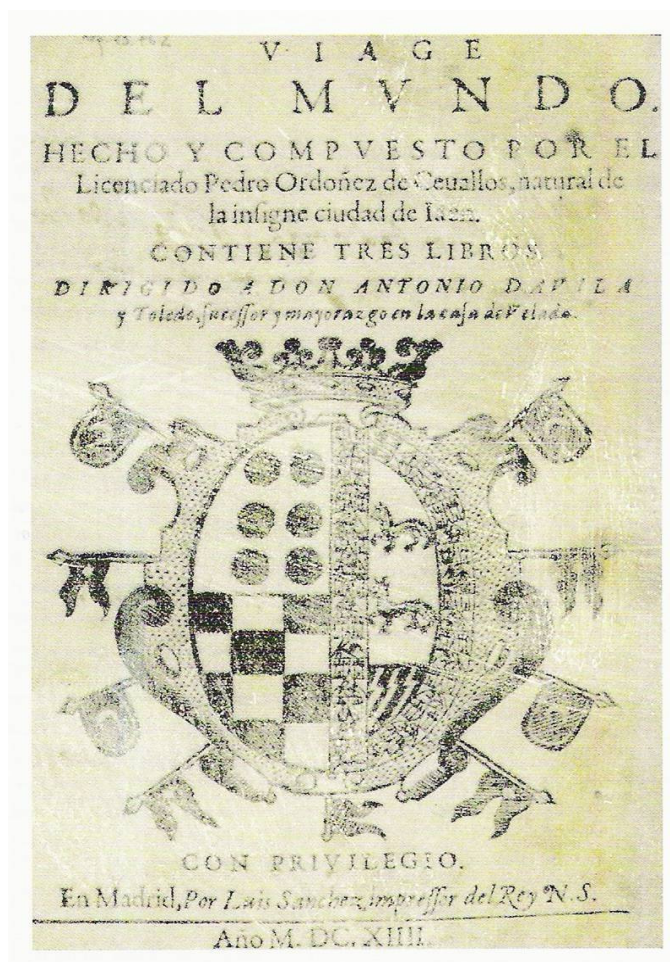 VIAGE
DEL MVNDO.
HECHO Y COMPVESTO POR EL
Licenciado Pedro Ordoñez de Ceuallos, natural de
la insigne ciudad de Iaen.
CONTIENE TRES LIBROS.
DIRIGIDO A DON ANTONIO DAVILA
y Toledo, sucessor y mayorazgo en la casa de Velada.
CON PRIVILEGIO.
En Madrid, Por Luis Sanchez, impressor del Rey N.S.
Año M. DC. XIIII.